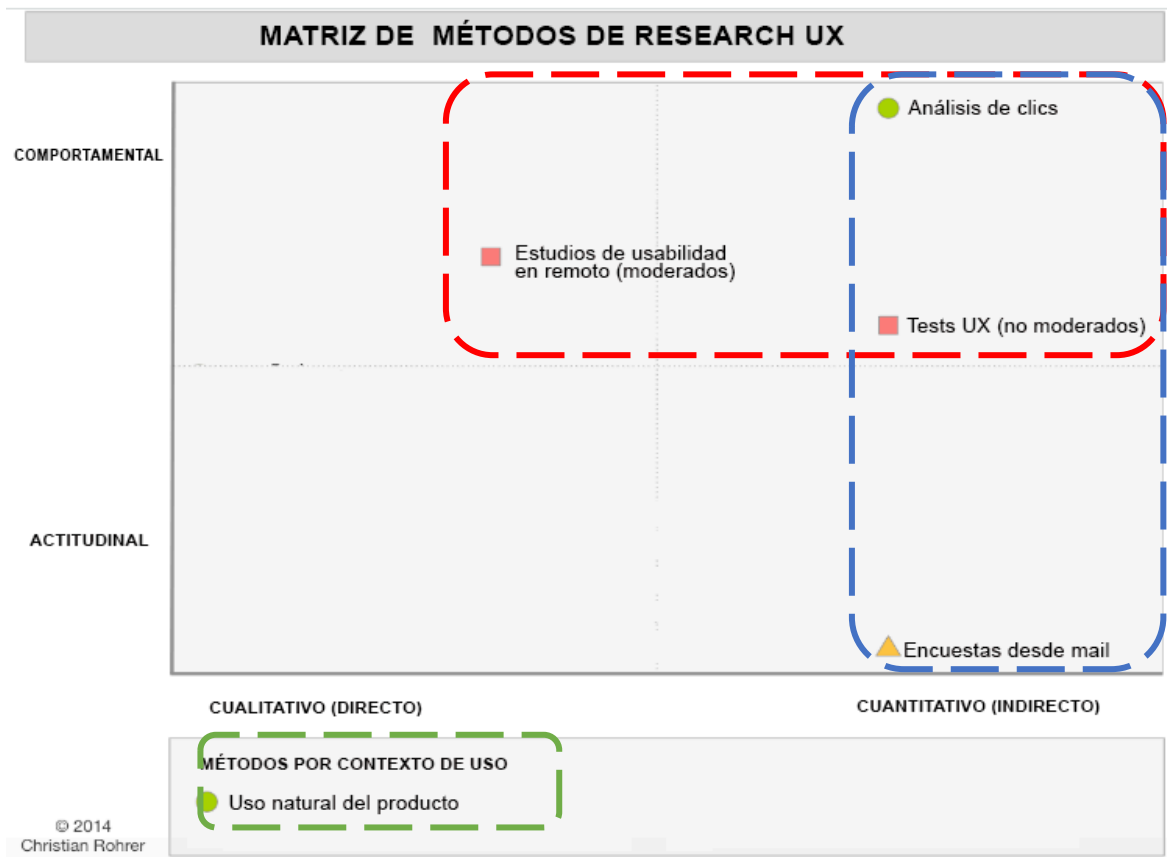 MATRIZ DE MÉTODOS DE RESEARCH UX
COMPORTAMENTAL
Análisis de clics
Estudios de usabilidad
en remoto (moderados)
Tests UX (no moderados)
ACTITUDINAL
Encuestas desde mail
CUALITATIVO (DIRECTO)
CUANTITATIVO (INDIRECTO)
MÉTODOS POR CONTEXTO DE USO
Uso natural del producto
© 2014
Christian Rohrer